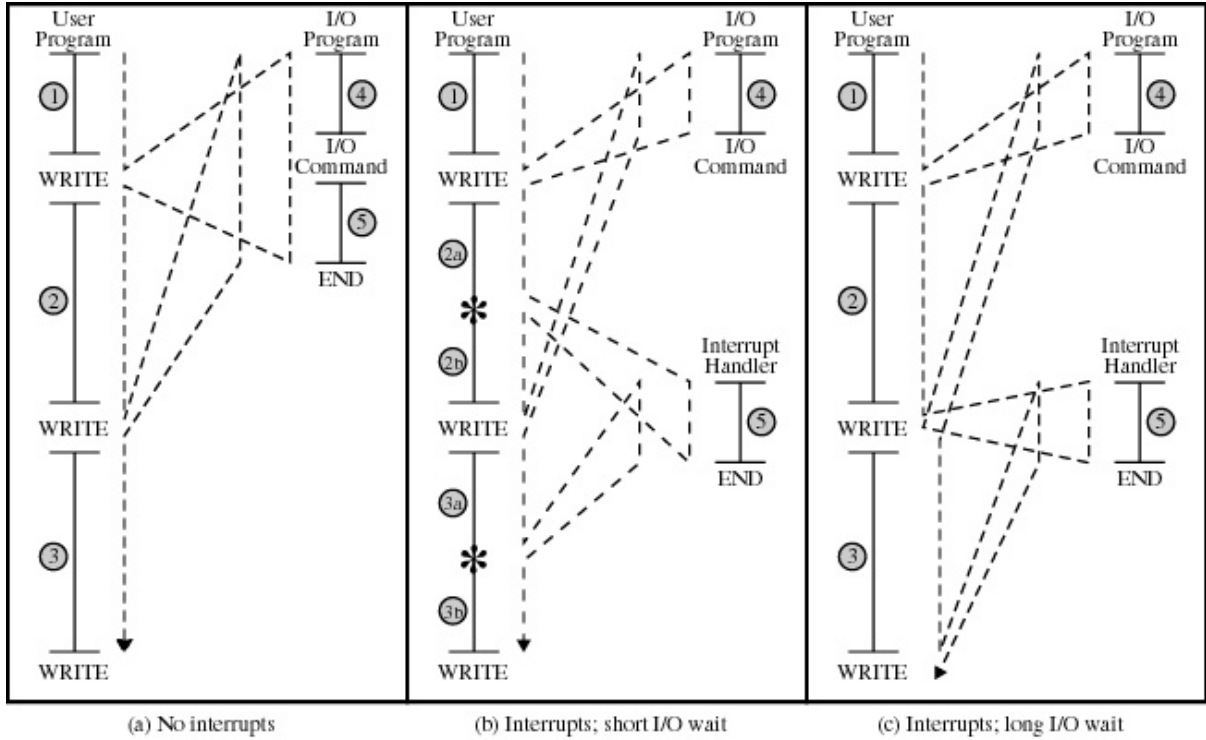 User
Program
I/O
Program
1
4
I/O
Command
WRITE
5
END
2
WRITE
3
WRITE
(a) No interrupts
User
Program
I/O
Program
1
4
I/O
Command
WRITE
2a
2b
Interrupt
Handler
5
END
WRITE
3a
3b
WRITE
(b) Interrupts; short I/O wait
User
Program
I/O
Program
1
4
I/O
Command
WRITE
2
Interrupt
Handler
5
END
WRITE
3
WRITE
(c) Interrupts; long I/O wait